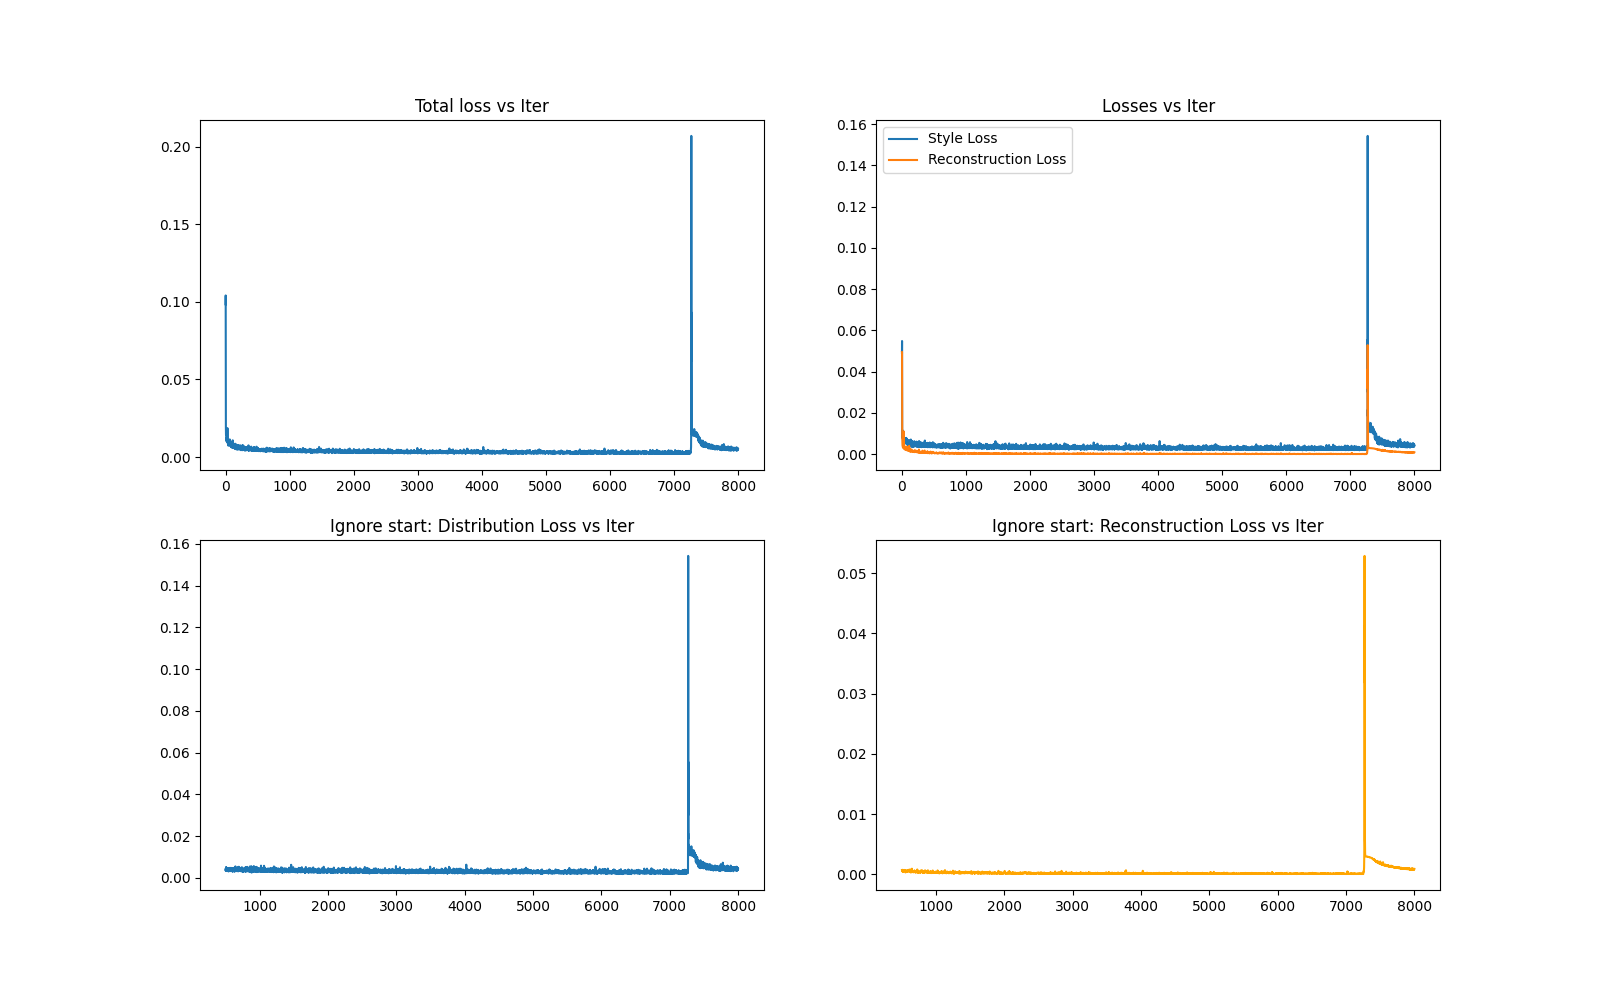 Total loss vs Iter
0.20
0.15
0.10
0.05
0.00
0 1000 2000 3000 4000 5000 6000 7000 8000
Losses vs Iter
Style Loss
Reconstruction Loss
0.16
0.14
0.12
0.10
0.08
0.06
0.04
0.02
0.00
0 1000 2000 3000 4000 5000 6000 7000 8000
Ignore start: Distribution Loss vs Iter
0.16
0.14
0.12
0.10
0.08
0.06
0.04
0.02
0.00
1000 2000 3000 4000 5000 6000 7000 8000
Ignore start: Reconstruction Loss vs Iter
0.05
0.04
0.03
0.02
0.01
0.00
1000 2000 3000 4000 5000 6000 7000 8000